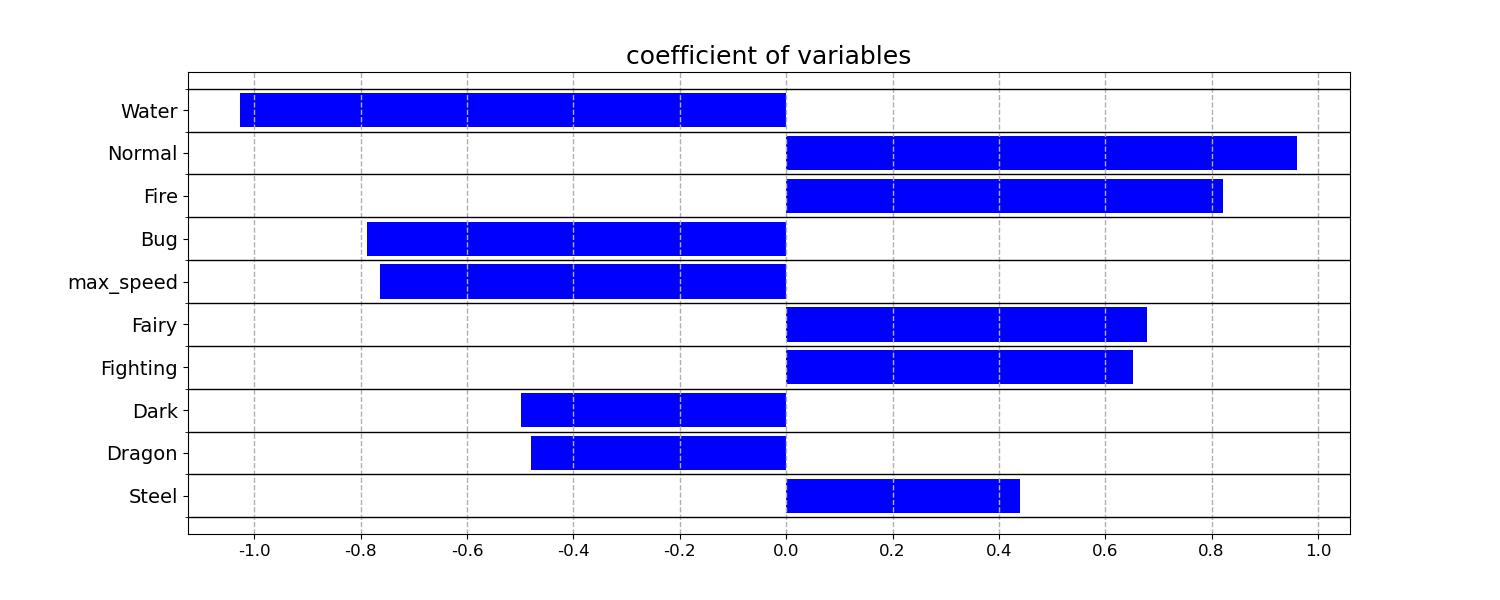 coefficient of variables
Water
Normal
Fire
Bug
max_speed
Fairy
Fighting
Dark
Dragon
Steel
-1.0 -0.8 -0.6 -0.4 -0.2 0.0 0.2 0.4 0.6 0.8 1.0